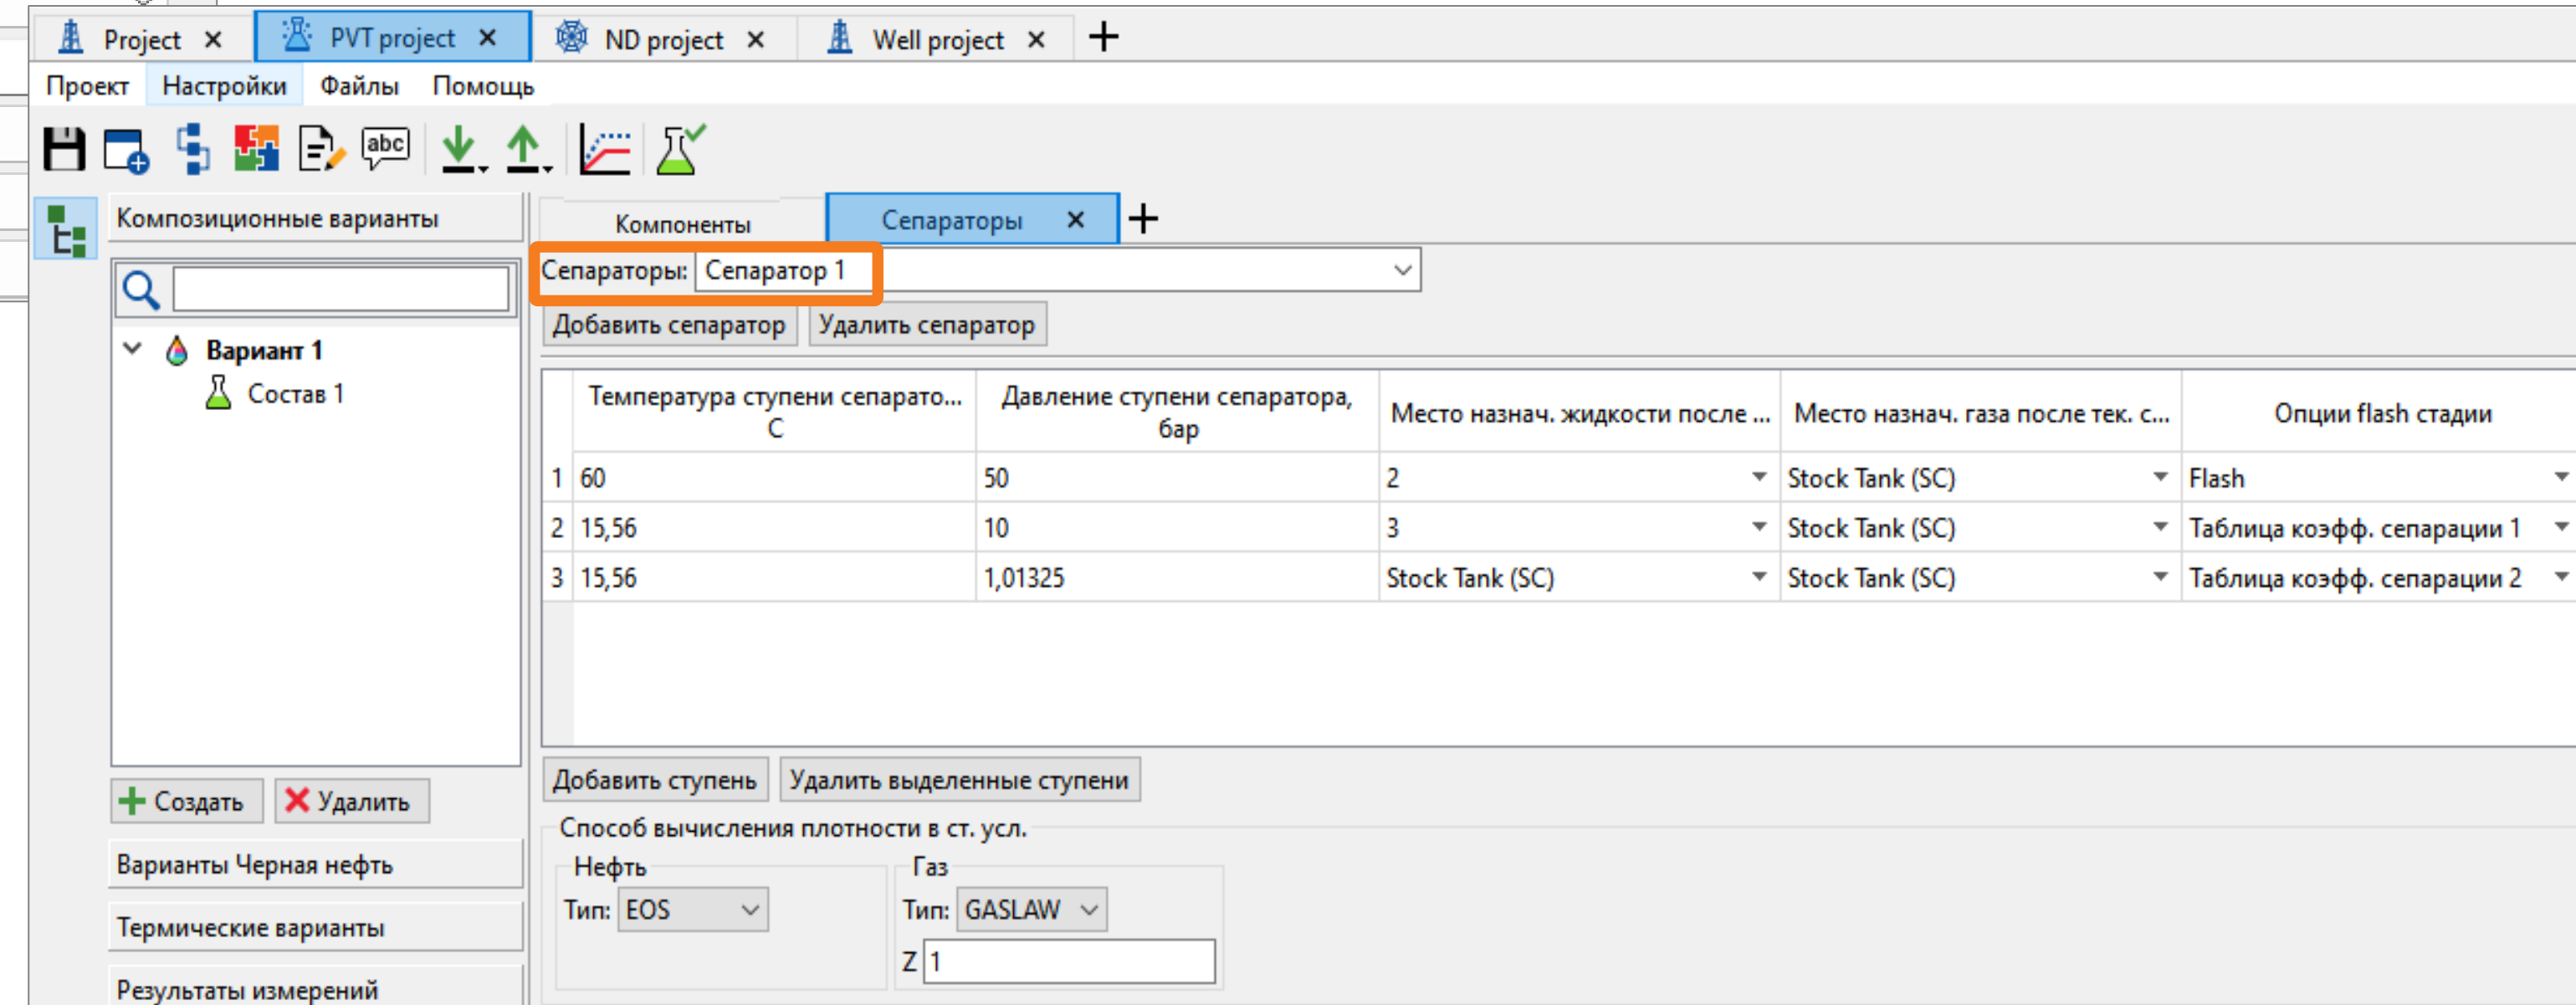 Project PVT project ND project Well project
Проект Настройки Файлы Помощь
abc
Композиционные варианты
Вариант 1
Состав 1
Создать Удалить
Варианты Черная нефть
Термические варианты
Результаты измерений
Компоненты Сепараторы
Сепараторы: Сепаратор 1
Добавить сепаратор Удалить сепаратор
Температура ступени сепарато... Давление ступени сепаратора, Место назнач. жидкости после ... Место назнач. газа после тек. с... Опции flash стадии
C бар
1 60 50 2 Stock Tank (SC) Flash
2 15,56 10 3 Stock Tank (SC) Таблица коэфф. сепарации 1
3 15,56 1,01325 Stock Tank (SC) Stock Tank (SC) Таблица коэфф. сепарации 2
Добавить ступень Удалить выделенные ступени
Способ вычисления плотности в ст. усл.
Нефть Газ
Тип: EOS Тип: GASLAW
Z 1